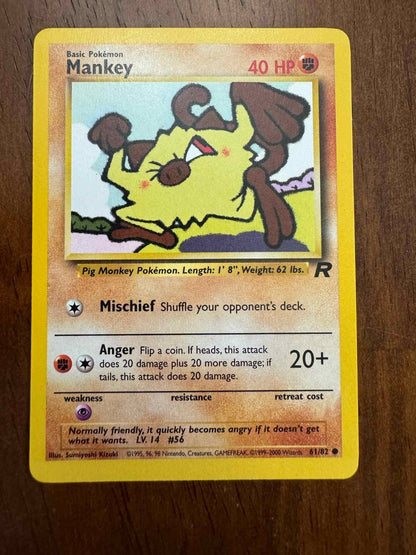 Basic Pokémon
Mankey
40 HP
Pig Monkey Pokémon. Length: 1' 8", Weight: 62 lbs.
R
Mischief Shuffle your opponent's deck.
Anger Flip a coin. If heads, this attack
does 20 damage plus 20 more damage; if
tails, this attack does 20 damage.
20+
weakness
resistance
retreat cost
Normally friendly, it quickly becomes angry if it doesn't get
what it wants. LV. 14 #56
Illus. Sumiyoshi Kizuki
©1995, 96, 98 Nintendo, Creatures, GAMEFREAK. ©1999-2000 Wizards.
61/82